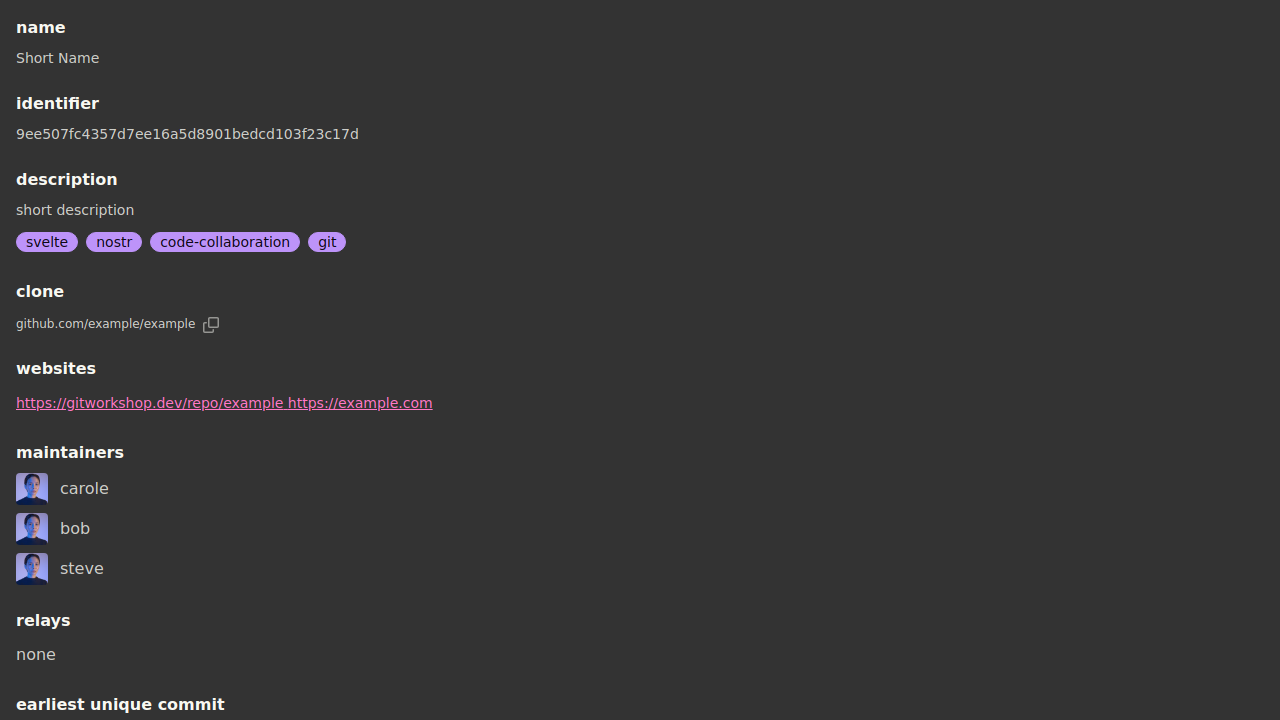 name
Short Name
identifier
9ee507fc4357d7ee16a5d8901bedcd103f23c17d
description
short description
svelte nostr code-collaboration git
clone
github.com/example/example
websites
https://gitworkshop.dev/repo/example https://example.com
maintainers
carole
bob
steve
relays
none
earliest unique commit